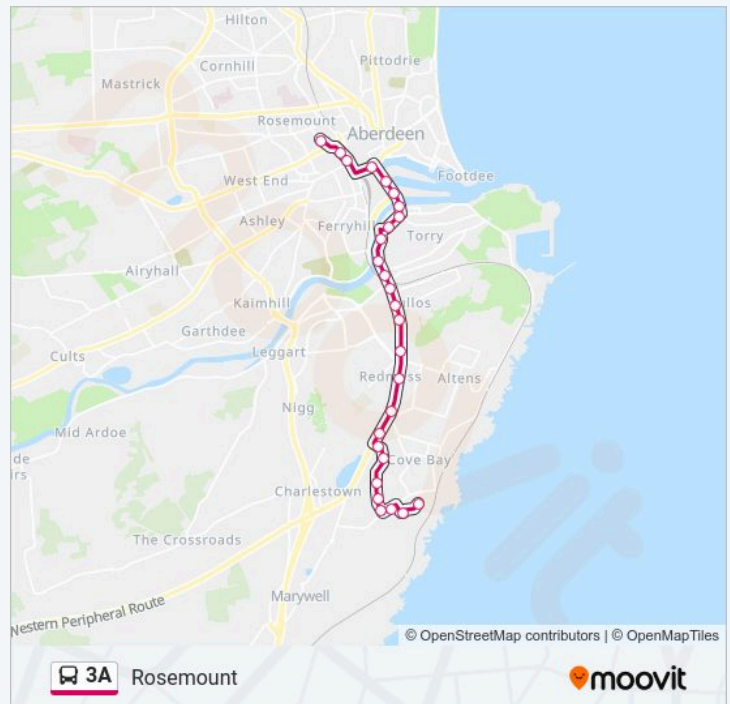 Hilton
Pittodrie
Cornhill
Mastrick
Rosemount
Aberdeen
West End
Footdee
Ashley
Ferryhill
Torry
Airyhall
Kaimhill
Garthdee
Leggart
Cults
Altens
Nigg
Mid Ardoe
Cove Bay
Charlestown
The Crossroads
Marywell
Western Peripheral Route
© OpenStreetMap contributors | © OpenMapTiles
3A Rosemount
moovit